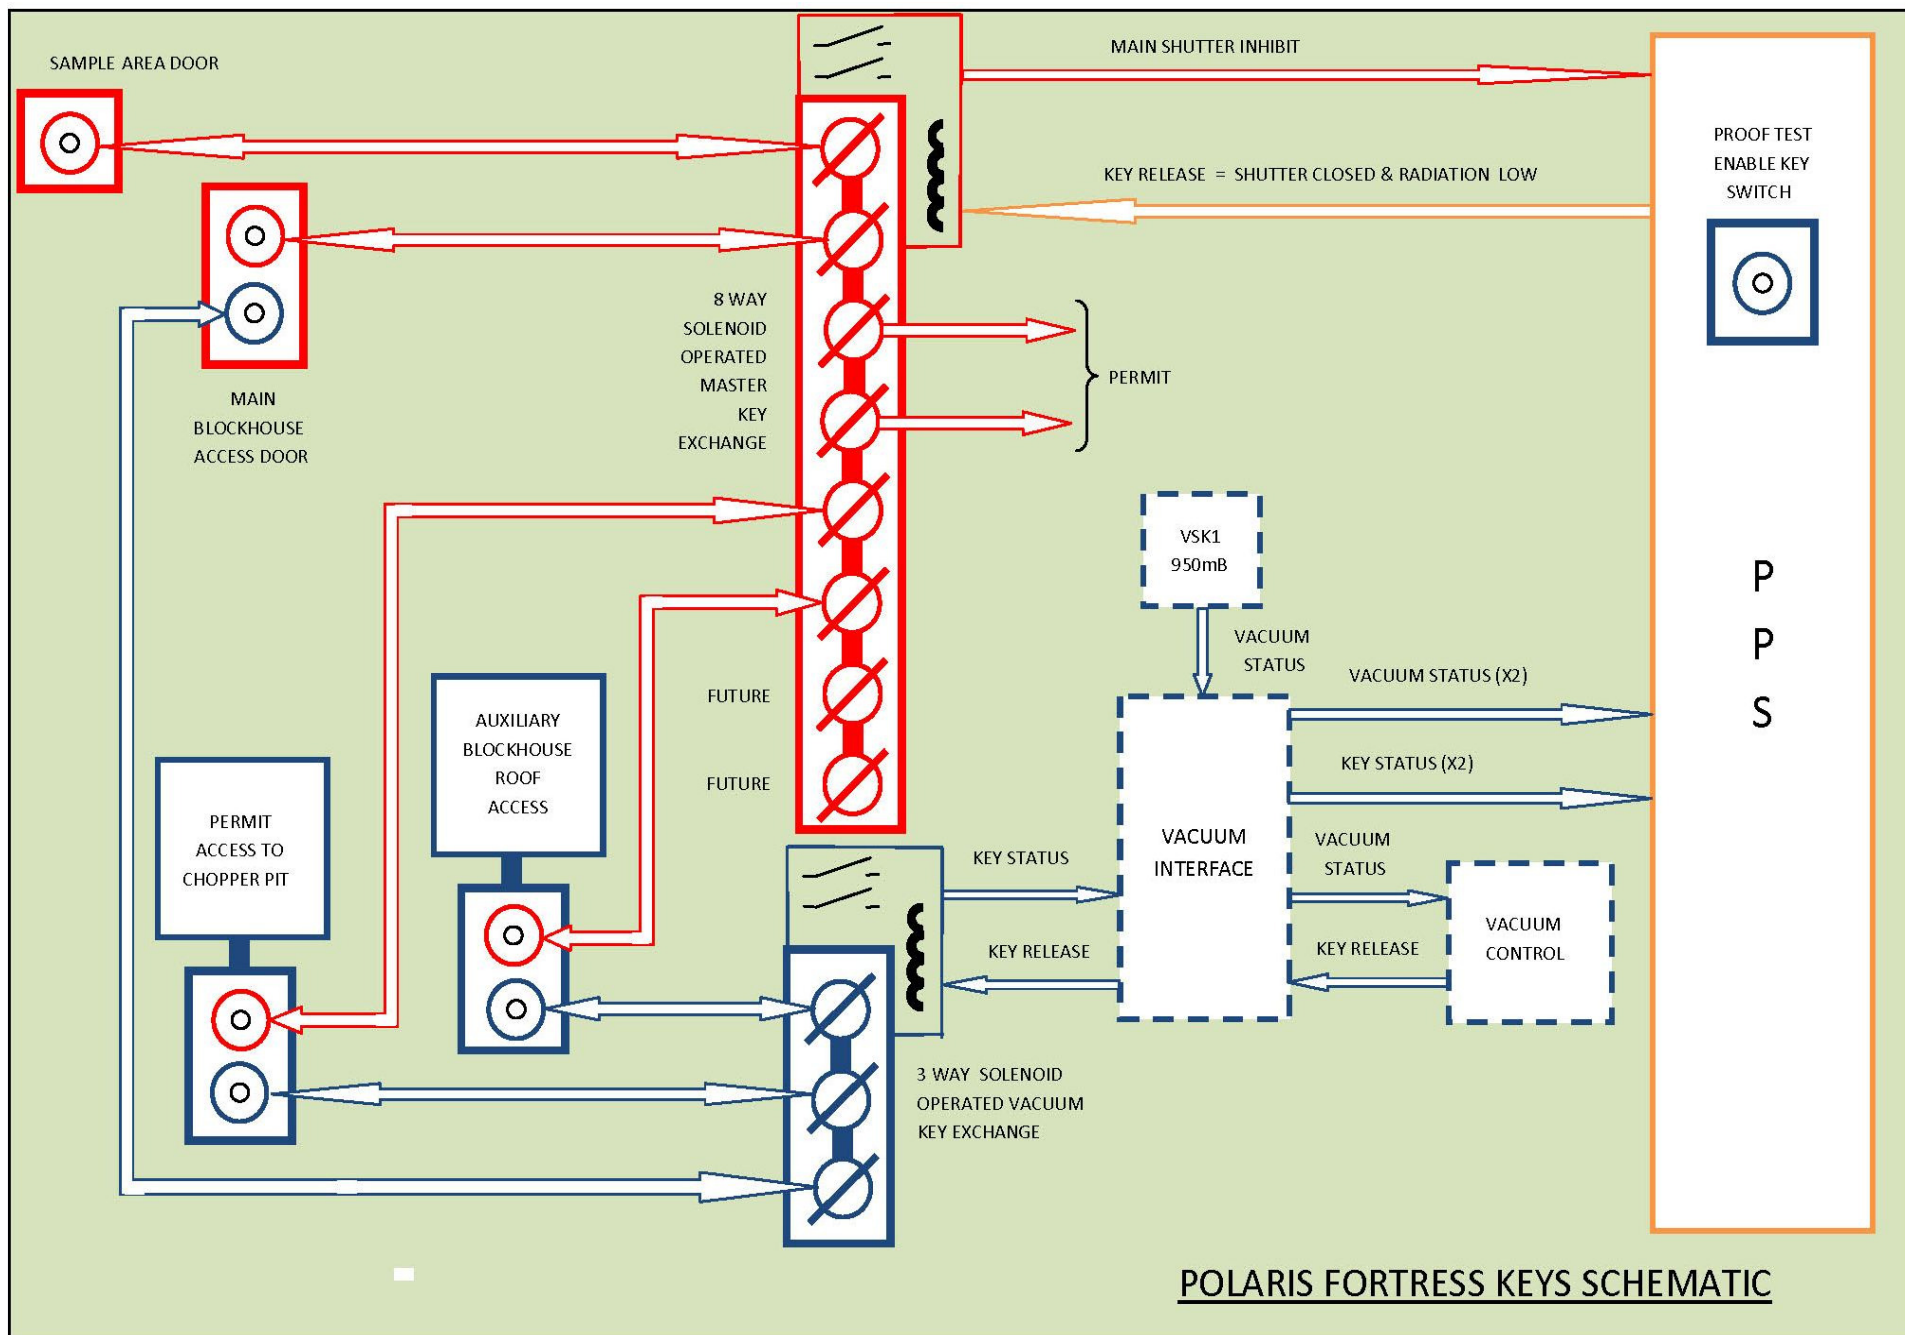 SAMPLE AREA DOOR
MAIN SHUTTER INHIBIT
KEY RELEASE = SHUTTER CLOSED & RADIATION LOW
PROOF TEST
ENABLE KEY
SWITCH
8 WAY
SOLENOID
OPERATED
MASTER
KEY
EXCHANGE
PERMIT
MAIN
BLOCKHOUSE
ACCESS DOOR
VSK1
950mB
VACUUM
STATUS
P
P
S
VACUUM STATUS (X2)
KEY STATUS (X2)
FUTURE
FUTURE
AUXILIARY
BLOCKHOUSE
ROOF
ACCESS
PERMIT
ACCESS TO
CHOPPER PIT
KEY STATUS
KEY RELEASE
VACUUM
INTERFACE
VACUUM
STATUS
KEY RELEASE
VACUUM
CONTROL
3 WAY SOLENOID
OPERATED VACUUM
KEY EXCHANGE
POLARIS FORTRESS KEYS SCHEMATIC